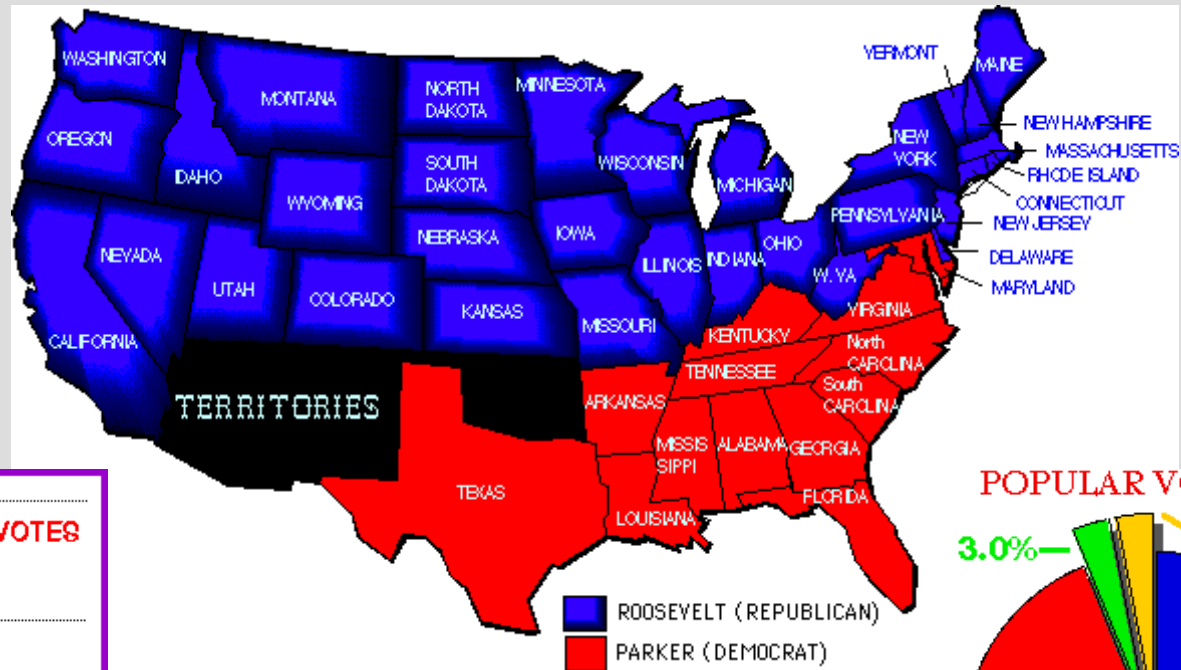 WASHINGTON
OREGON
CALIFORNIA
NEVADA
IDAHO
MONTANA
WYOMING
UTAH
COLORADO
NORTH
DAKOTA
SOUTH
DAKOTA
NEBRASKA
KANSAS
MINNESOTA
IOWA
MISSOURI
WISCONSIN
ILLINOIS
MICHIGAN
INDIANA
OHIO
W. VA
PENNSYLVANIA
NEW
YORK
VERMONT
MAINE
NEW HAMPSHIRE
MASSACHUSETTS
RHODE ISLAND
CONNECTICUT
NEW JERSEY
DELAWARE
MARYLAND
VIRGINIA
KENTUCKY
North
CAROLINA
TENNESSEE
South
CAROLINA
ARKANSAS
MISSIS
SIPPI
ALABAMA
GEORGIA
FLORIDA
LOUISIANA
TEXAS
TERRITORIES
VOTES
POPULAR VO
3.0%
ROOSEVELT (REPUBLICAN)
PARKER (DEMOCRAT)